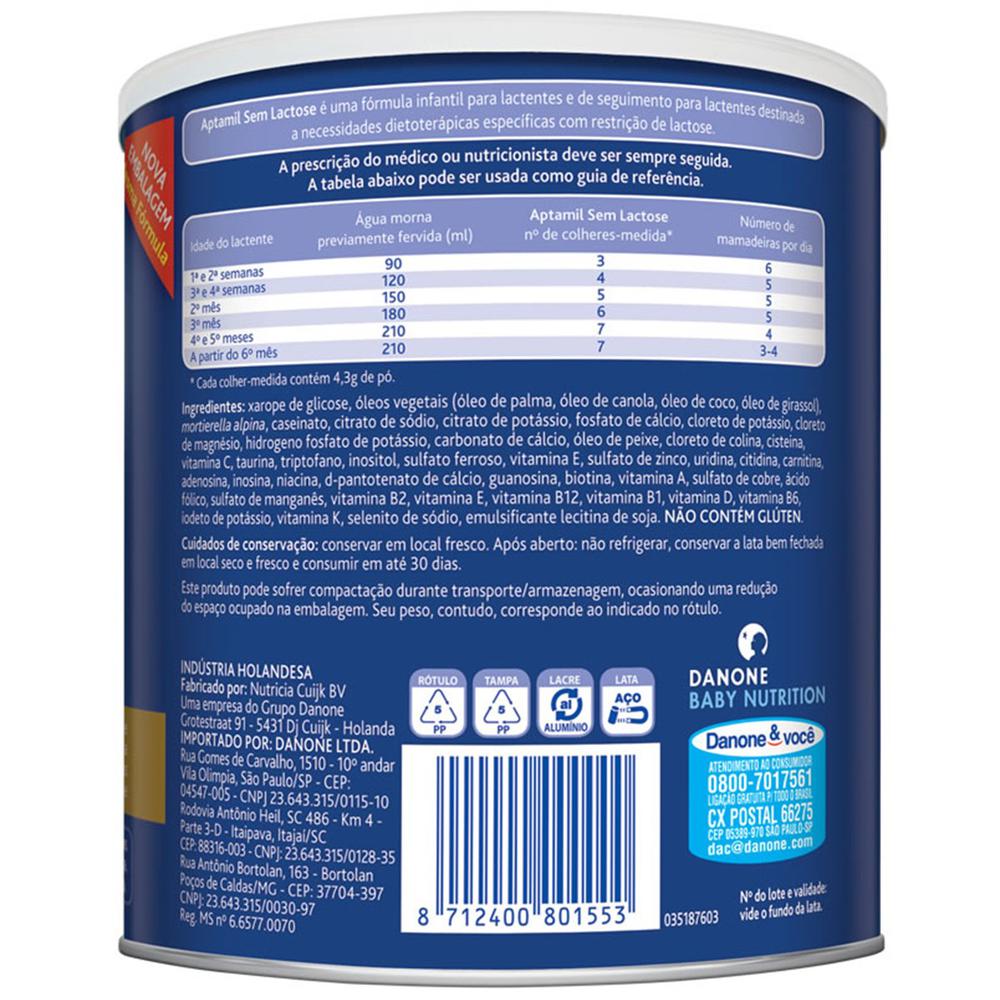 Aptamil Sem Lactose é uma fórmula infantil para lactentes e de seguimento para lactentes destinada
a necessidades dietoterápicas específicas com restrição de lactose.
NOVA
EMBALAGEM
Fórmula
A prescrição do médico ou nutricionista deve ser sempre seguida.
A tabela abaixo pode ser usada como guia de referência.
Idade do lactente Água morna previamente fervida (ml) Aptamil Sem Lactose nº de colheres-medida* Número de mamadeiras por dia
1ª e 2ª semanas 90 3 6
3ª e 4ª semanas 120 4 5
2º mês 150 5 5
3º mês 180 6 5
4º e 5º meses 210 7 4
A partir do 6º mês 210 7 3-4
* Cada colher-medida contém 4,3g de pó.
Ingredientes: xarope de glicose, óleos vegetais (óleo de palma, óleo de canola, óleo de coco, óleo de girassol),
mortierella alpina, caseinato, citrato de sódio, citrato de potássio, fosfato de cálcio, cloreto de potássio, cloreto
de magnésio, hidrogeno fosfato de potássio, carbonato de cálcio, óleo de peixe, cloreto de colina, cisteína,
vitamina C, taurina, triptofano, inositol, sulfato ferroso, vitamina E, sulfato de zinco, uridina, citidina, carnitina,
adenosina, inosina, niacina, d-pantotenato de cálcio, guanosina, biotina, vitamina A, sulfato de cobre, ácido
fólico, sulfato de manganês, vitamina B2, vitamina E, vitamina B12, vitamina B1, vitamina D, vitamina B6,
iodeto de potássio, vitamina K, selenito de sódio, emulsificante lecitina de soja. NÃO CONTÉM GLÚTEN.
Cuidados de conservação: conservar em local fresco. Após aberto: não refrigerar, conservar a lata bem fechada
em local seco e fresco e consumir em até 30 dias.
Este produto pode sofrer compactação durante transporte/armazenagem, ocasionando uma redução
do espaço ocupado na embalagem. Seu peso, contudo, corresponde ao indicado no rótulo.
INDÚSTRIA HOLANDESA
Fabricado por: Nutricia Cuijk BV
Uma empresa do Grupo Danone
Grotestraat 91 - 5431 Dj Cuijk - Holanda
IMPORTADO POR: DANONE LTDA.
Rua Gomes de Carvalho, 1510 - 10º andar
Vila Olimpia, São Paulo/SP - CEP:
04547-005 - CNPJ 23.643.315/0115-10
Rodovia Antônio Heil, SC 486 - Km 4 -
Parte 3-D - Itaipava, Itajaí/SC
CEP: 88316-003 - CNPJ: 23.643.315/0128-35
Rua Antônio Bortolan, 163 - Bortolan
Poços de Caldas/MG - CEP: 37704-397
CNPJ: 23.643.315/0030-97
Reg. MS nº 6.6577.0070
RÓTULO
5
PP
TAMPA
5
PP
LACRE
al
ALUMÍNIO
LATA
AÇO
8 712400 801553
035187603
DANONE
BABY NUTRITION
Danone & você
ATENDIMENTO AO CONSUMIDOR
0800-7017561
LIGAÇÃO GRATUITA P/ TODO O BRASIL
CX POSTAL 66275
CEP 05389-970 SÃO PAULO-SP
dac@danone.com
Nº do lote e validade:
vide o fundo da lata.